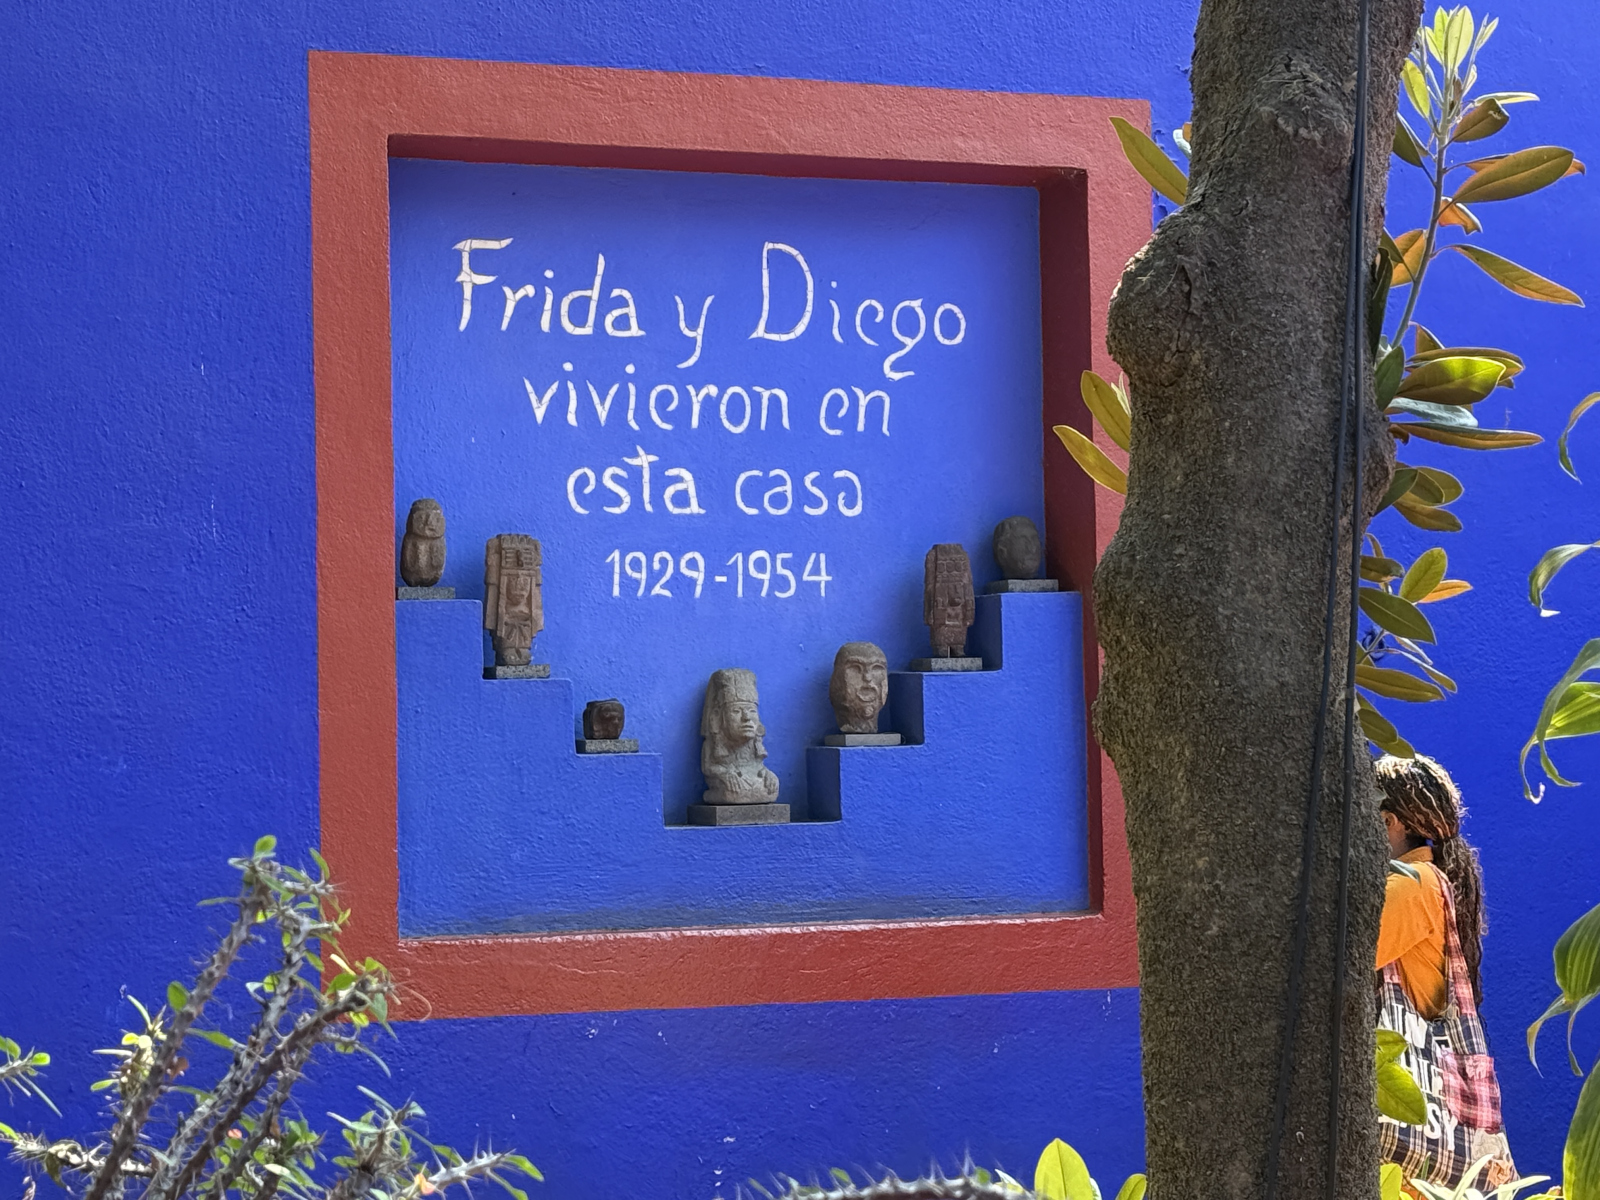 Frida y Diego
vivieron en
esta casa
1929-1954